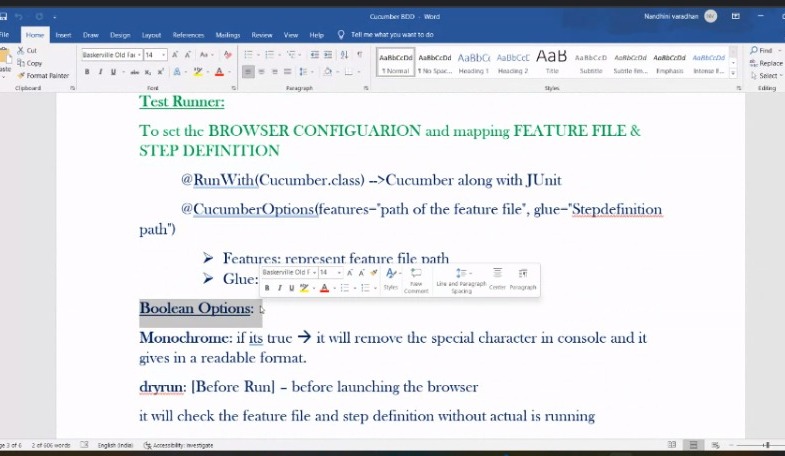 Cucumber BDD - Word
Nandhini varadhan
NV
File Home Insert Draw Design Layout References Mailings Review View Help Tell me what you want to do
Cut
Copy
Format Painter
Clipboard
Baskerville Old Fac 14
Font
Paragraph
AaBbCcDd AaBbCcDd AaBbCc AaBbCcC AaB AaBbCcD AaBbCcDd AaBbCcDd AaBbCcDd
1 Normal 1 No Spac... Heading 1 Heading 2 Title Subtitle Subtle Em... Emphasis Intense E...
Styles
Find
Replace
Select
Editing
Test Runner:
To set the BROWSER CONFIGUARION and mapping FEATURE FILE &
STEP DEFINITION
@RunWith(Cucumber.class) -->Cucumber along with JUnit
@CucumberOptions(features="path of the feature file", glue="Stepdefinition
path")
➢ Features: represent feature file path
➢ Glue:
Baskerville Old F 14
B I U
Styles New Comment Line and Paragraph Spacing Center Paragraph
Boolean Options:
Monochrome: if its true → it will remove the special character in console and it
gives in a readable format.
dryrun: [Before Run] – before launching the browser
it will check the feature file and step definition without actual is running
Page 3 of 6 2 of 606 words English (India) Accessibility: Investigate